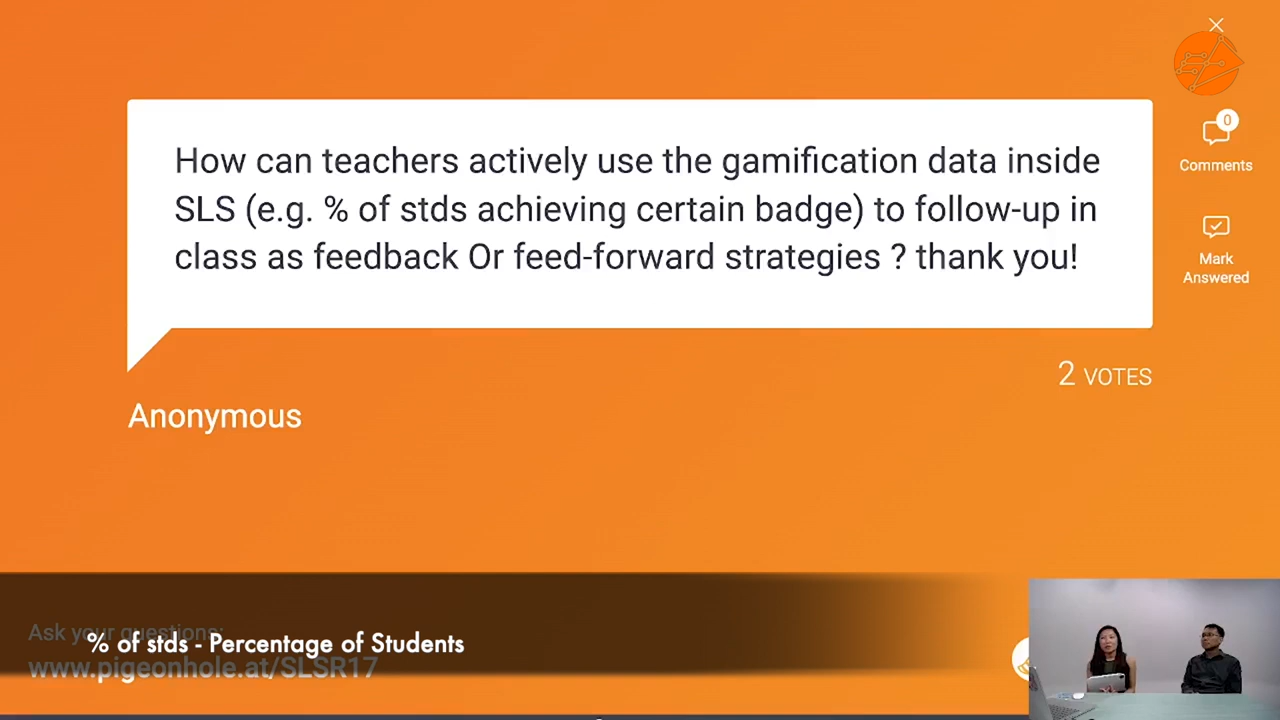 How can teachers actively use the gamification data inside
SLS (e.g. % of stds achieving certain badge) to follow-up in
class as feedback Or feed-forward strategies ? thank you!
0
Comments
Mark
Answered
2 VOTES
Anonymous
Ask your questions:
% of stds - Percentage of Students
www.pigeonhole.at/SLSR17